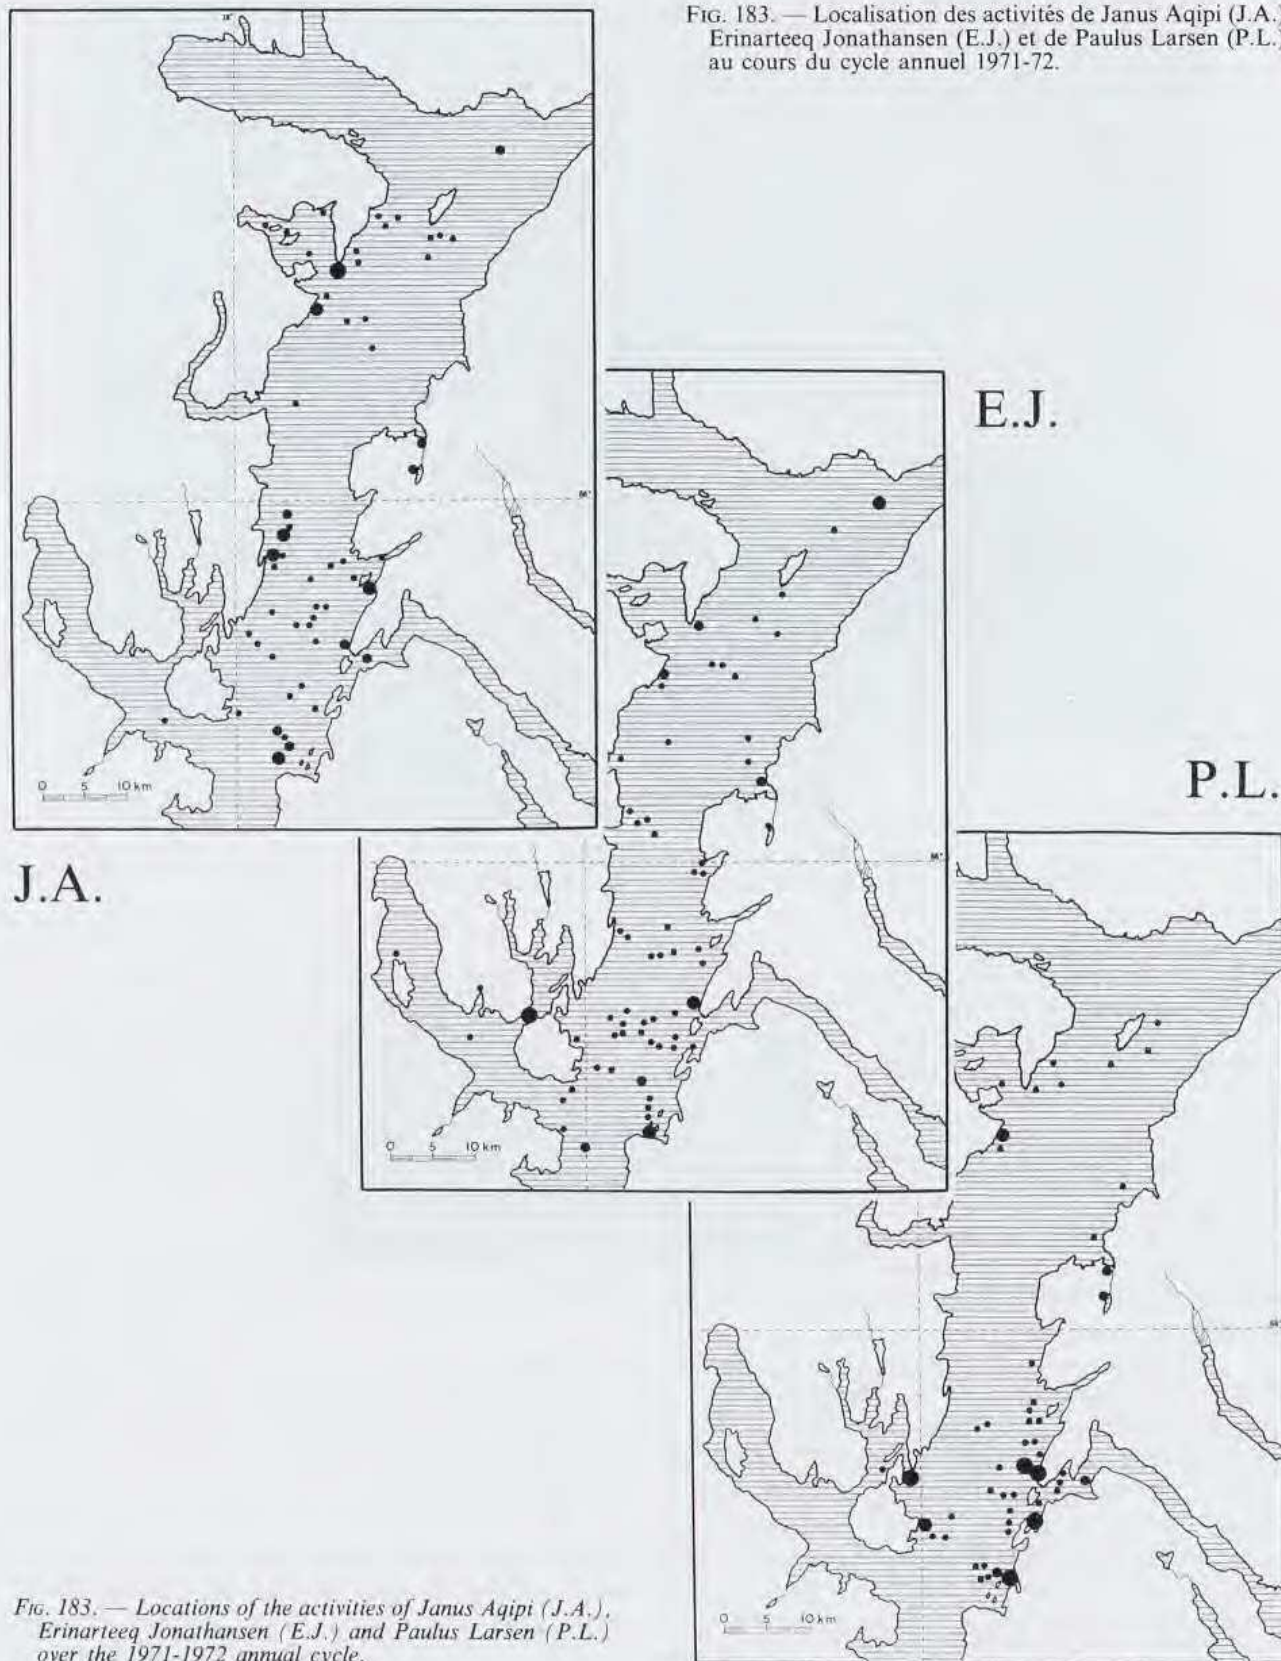 FIG. 183. — Localisation des activités de Janus Aqipi (J.A.)
Erinarteeq Jonathansen (E.J.) et de Paulus Larsen (P.L.)
au cours du cycle annuel 1971-72.
0 5 10 km
J.A.
E.J.
66°
0 5 10 km
P.L.
0 5 10 km
FIG. 183. — Locations of the activities of Janus Aqipi (J.A.),
Erinarteeq Jonathansen (E.J.) and Paulus Larsen (P.L.)
over the 1971-1972 annual cycle.